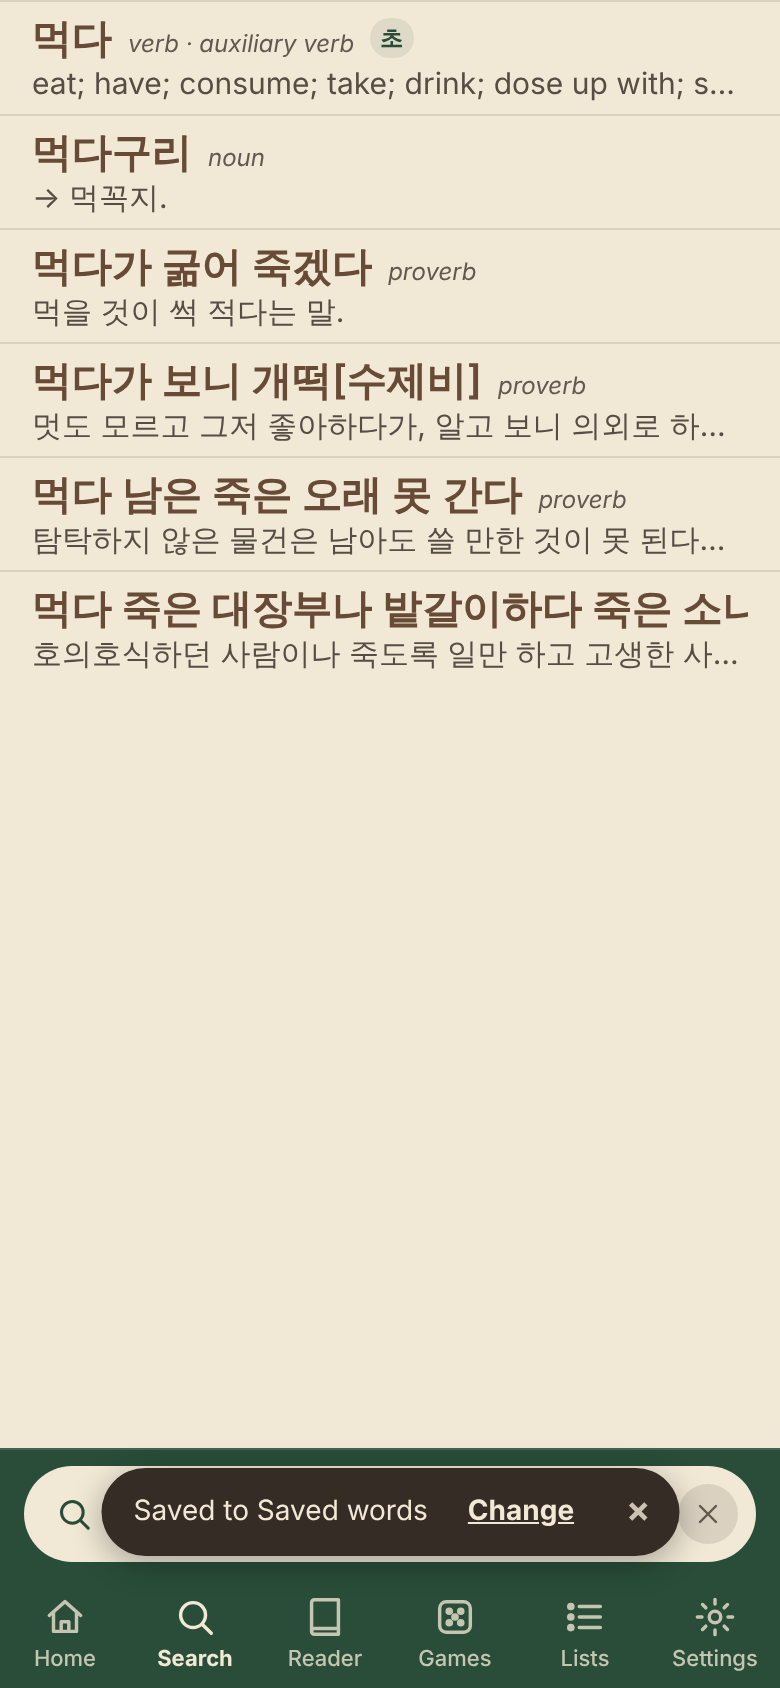 먹다 verb · auxiliary verb 초
eat; have; consume; take; drink; dose up with; s...
먹다구리 noun
→ 먹꼭지.
먹다가 굶어 죽겠다 proverb
먹을 것이 썩 적다는 말.
먹다가 보니 개떡[수제비] proverb
멋도 모르고 그저 좋아하다가, 알고 보니 의외로 하...
먹다 남은 죽은 오래 못 간다 proverb
탐탁하지 않은 물건은 남아도 쓸 만한 것이 못 된다...
먹다 죽은 대장부나 밭갈이하다 죽은 소나
호의호식하던 사람이나 죽도록 일만 하고 고생한 사...
Saved to Saved words Change ×
Home Search Reader Games Lists Settings